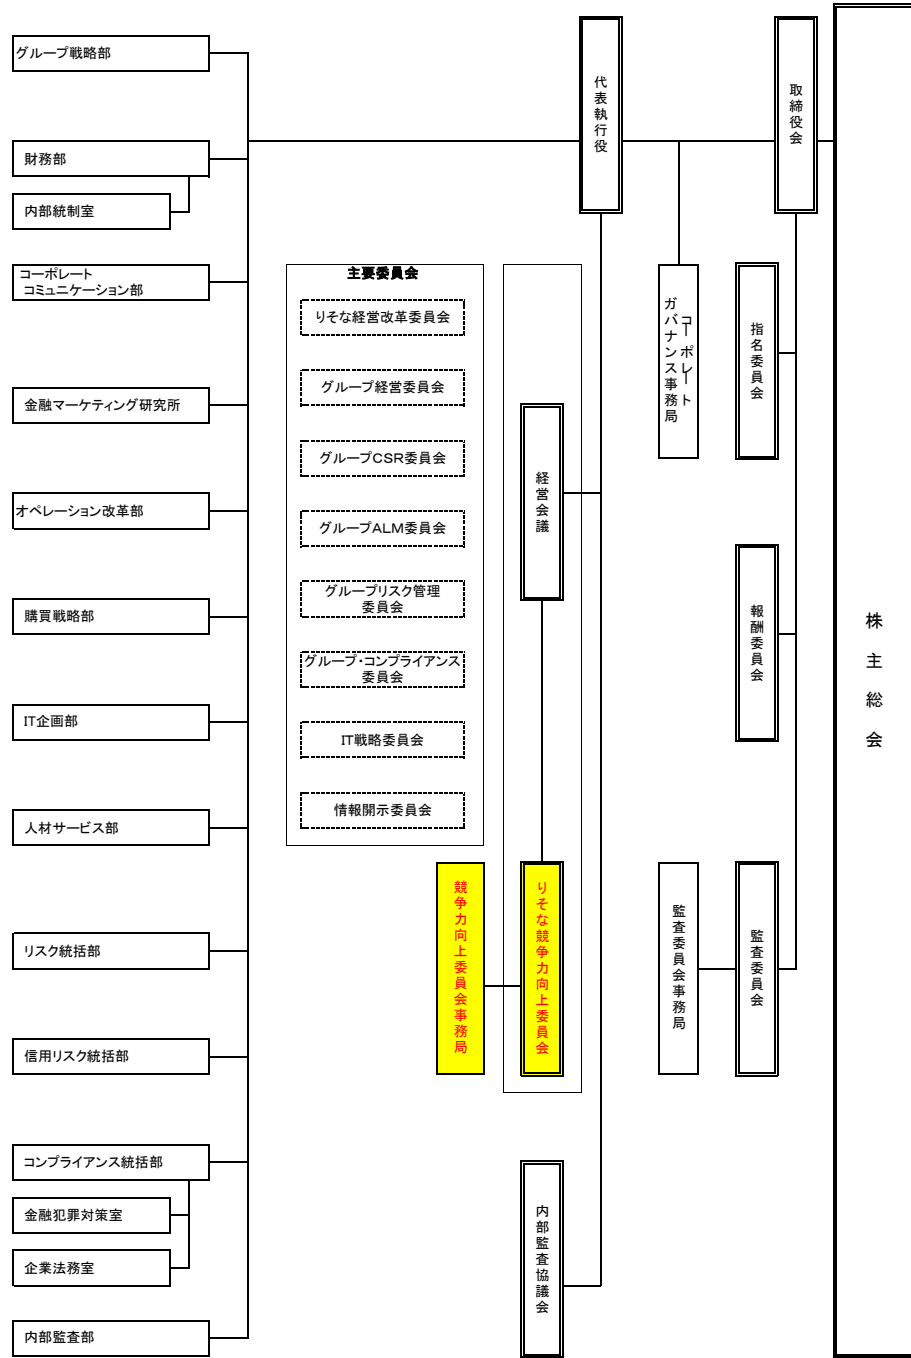 グループ戦略部
財務部
内部統制室
コーポレート
コミュニケーション部
金融マーケティング研究所
オペレーション改革部
購買戦略部
IT企画部
人材サービス部
リスク統括部
信用リスク統括部
コンプライアンス統括部
金融犯罪対策室
企業法務室
内部監査部
主要委員会
りそな経営改革委員会
グループ経営委員会
グループCSR委員会
グループALM委員会
グループリスク管理
委員会
グループ・コンプライアンス
委員会
IT戦略委員会
情報開示委員会
競争力向上委員会事務局
経営会議
りそな競争力向上委員会
内部監査協議会
代表執行役
コーポレート
ガバナンス事務局
監査委員会事務局
取締役会
指名委員会
報酬委員会
監査委員会
株主総会